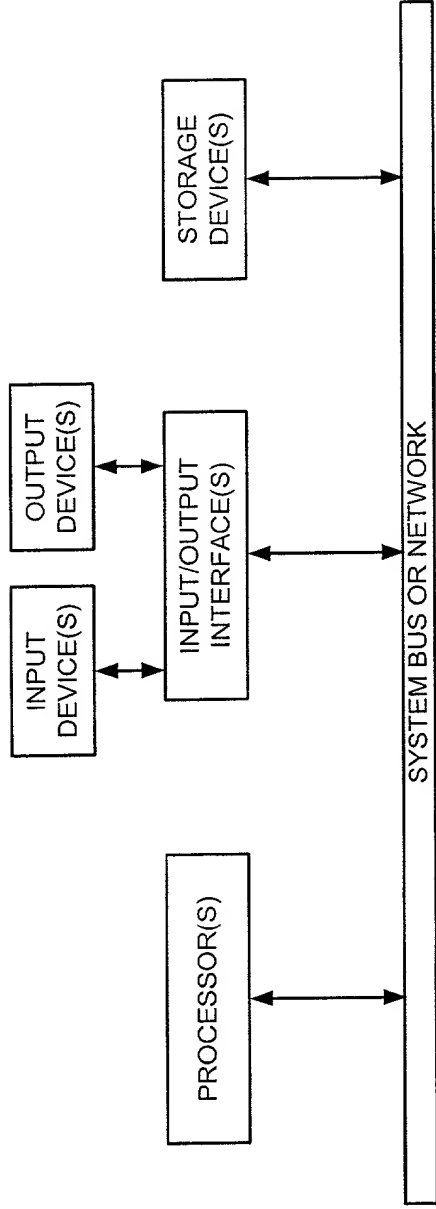 INPUT
DEVICE(S)
OUTPUT
DEVICE(S)
PROCESSOR(S)
INPUT/OUTPUT
INTERFACE(S)
STORAGE
DEVICE(S)
SYSTEM BUS OR NETWORK